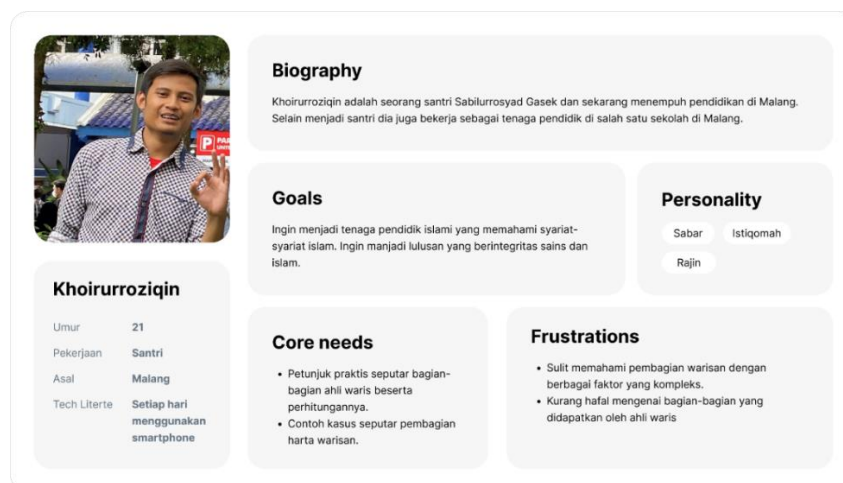 Biography
Khoirurroziqin adalah seorang santri Sabilurrosyad Gasek dan sekarang menempuh pendidikan di Malang.
Selain menjadi santri dia juga bekerja sebagai tenaga pendidik di salah satu sekolah di Malang.
Goals
Ingin menjadi tenaga pendidik islami yang memahami syariat-
syariat islam. Ingin manjadi lulusan yang berintegritas sains dan
islam.
Personality
Sabar
Istiqomah
Rajin
Khoirurroziqin
Umur 21
Pekerjaan Santri
Asal Malang
Tech Literte Setiap hari
menggunakan
smartphone
Core needs
• Petunjuk praktis seputar bagian-
bagian ahli waris beserta
perhitungannya.
• Contoh kasus seputar pembagian
harta warisan.
Frustrations
• Sulit memahami pembagian warisan dengan
berbagai faktor yang kompleks.
• Kurang hafal mengenai bagian-bagian yang
didapatkan oleh ahli waris